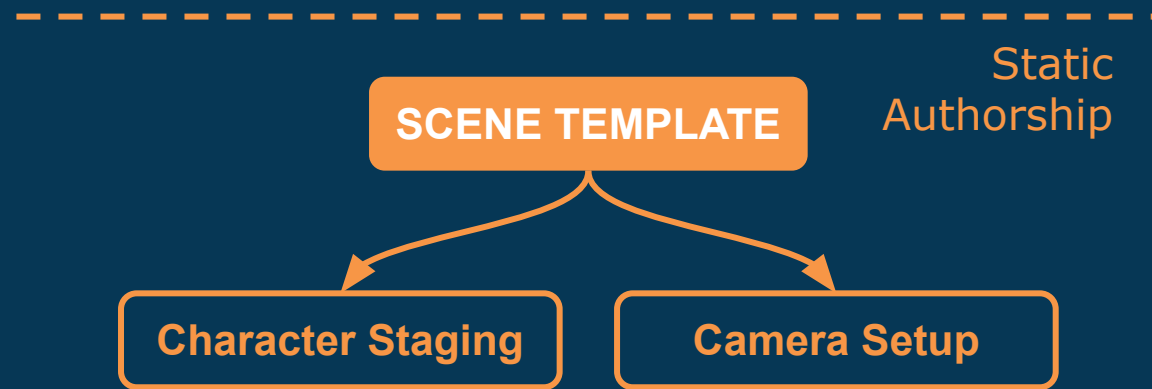 Static
Authorship
SCENE TEMPLATE
Character Staging
Camera Setup